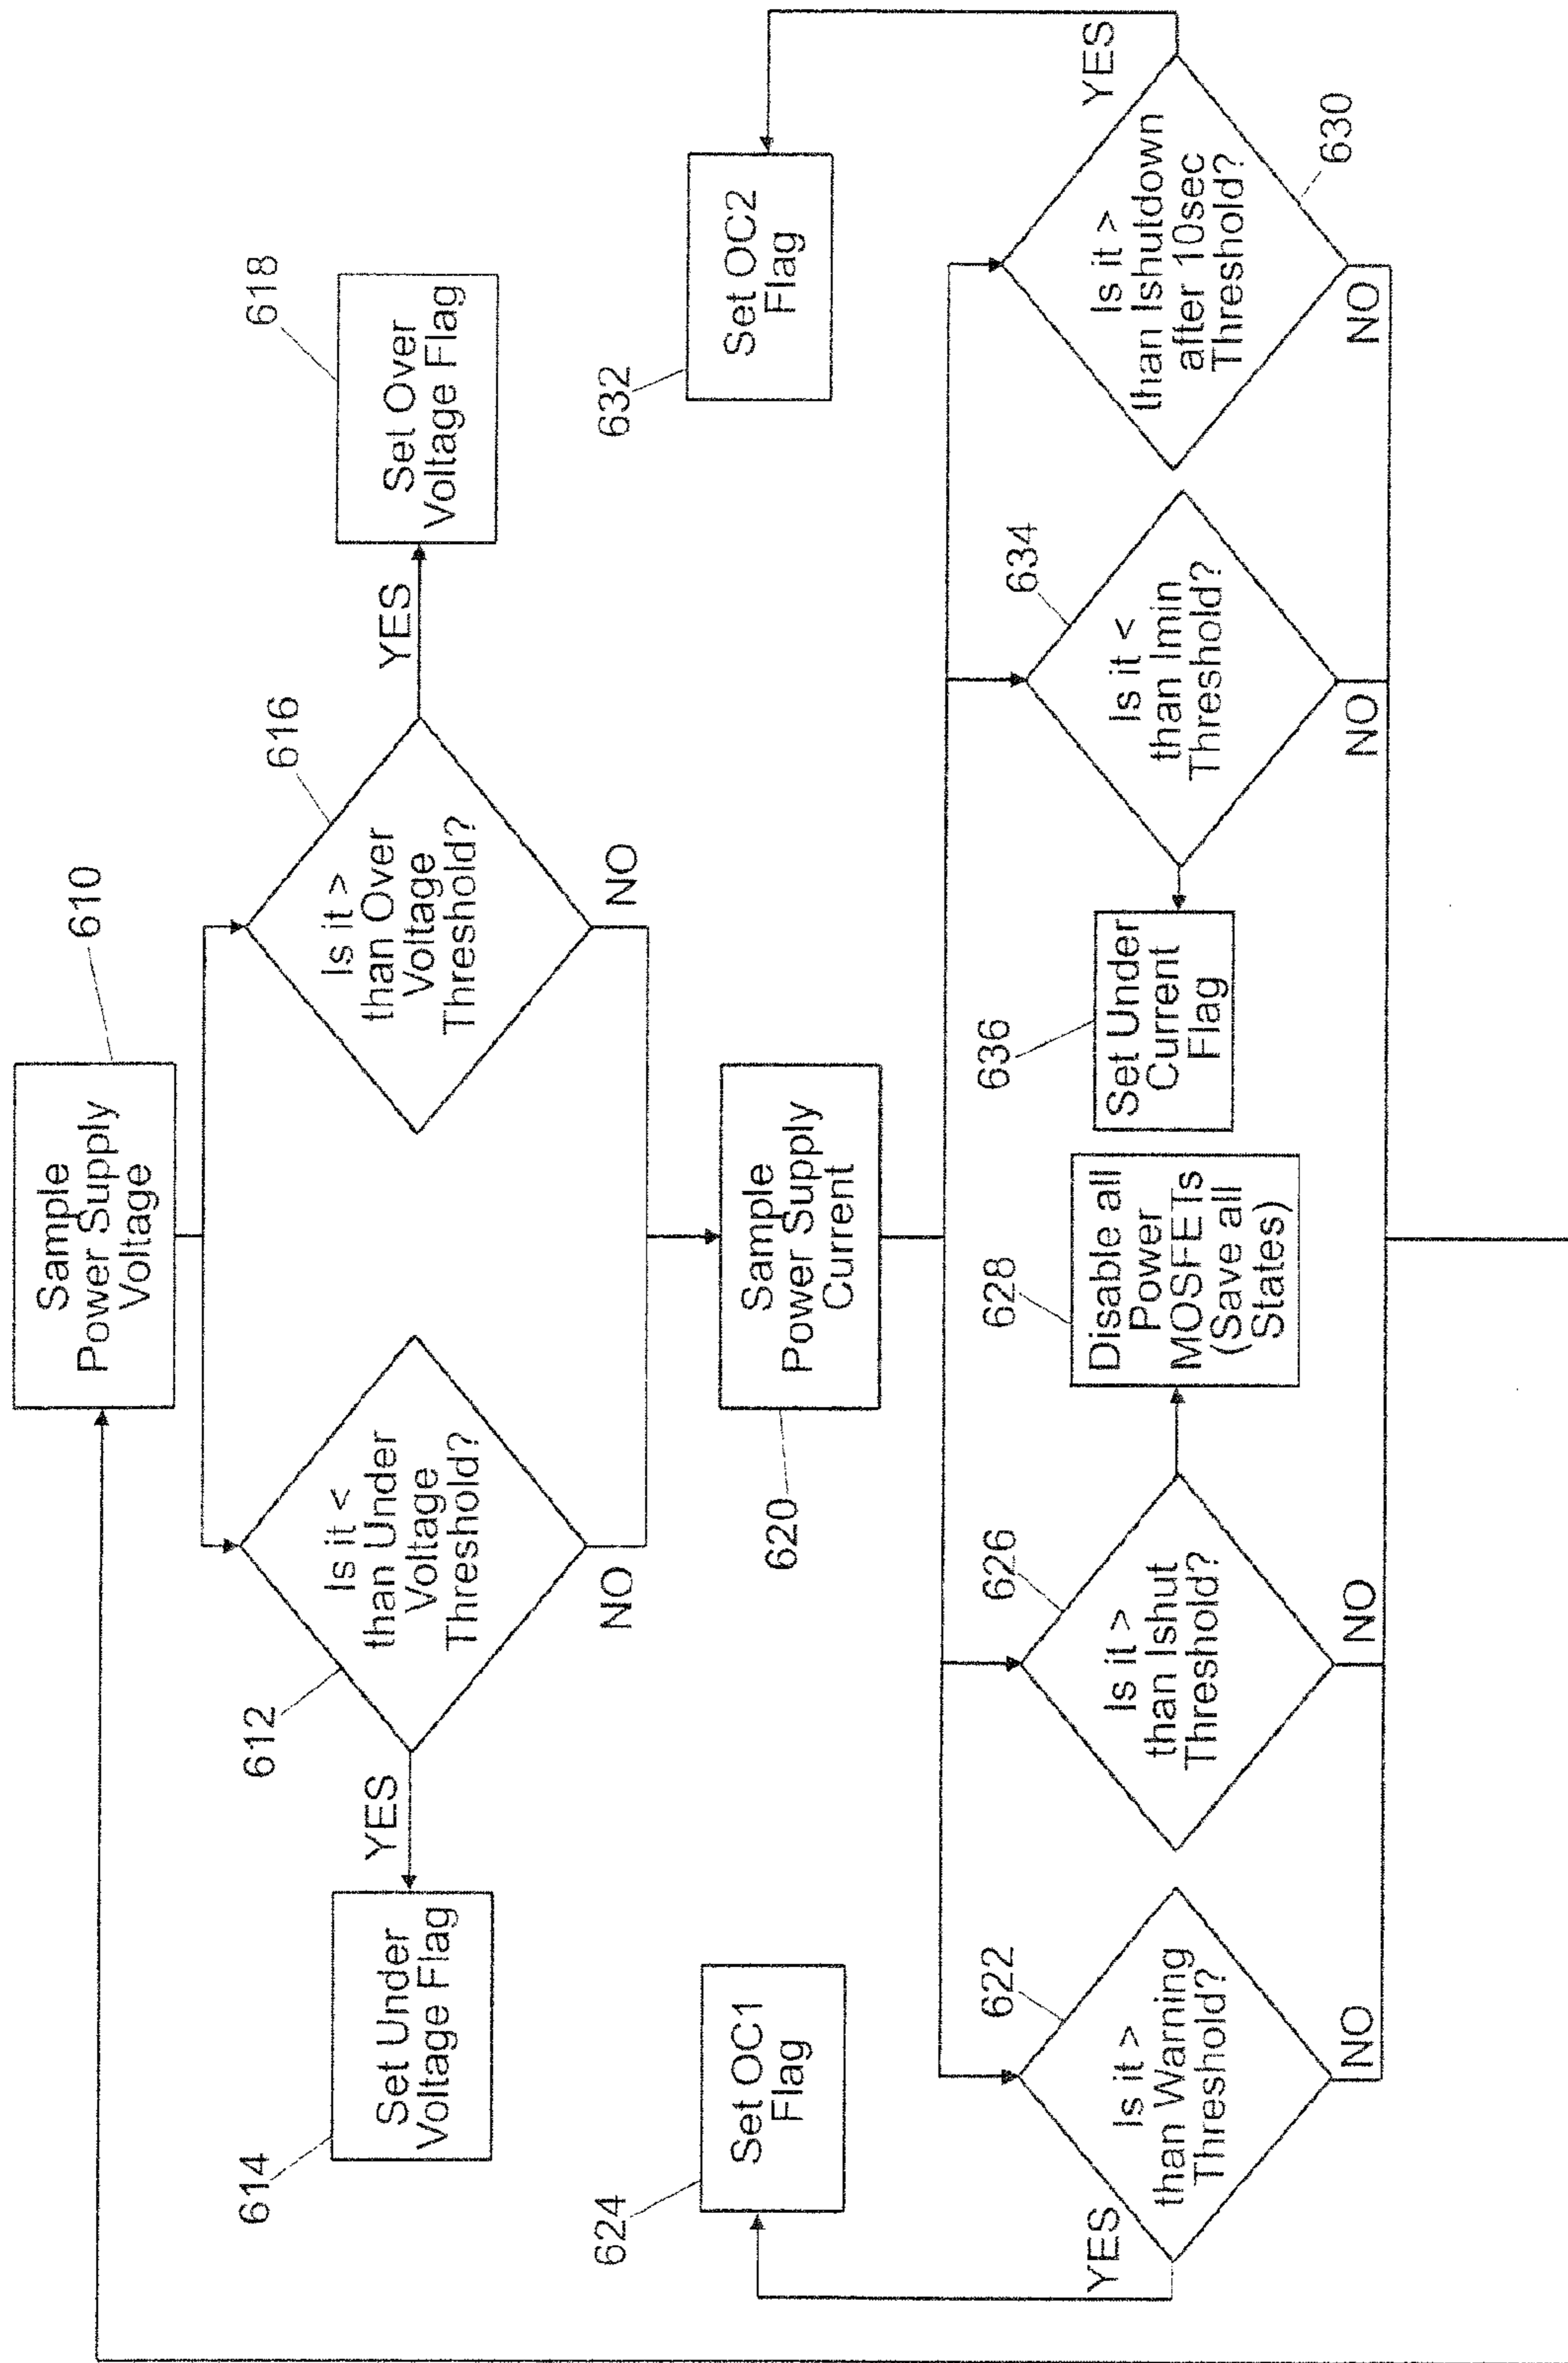 Sample
Power Supply
Voltage
610
Is it <
than Under
Voltage
Threshold?
612
YES
NO
Set Under
Voltage Flag
614
Is it >
than Over
Voltage
Threshold?
616
YES
NO
Set Over
Voltage Flag
618
Sample
Power Supply
Current
620
Set OC1
Flag
624
Set OC2
Flag
632
Is it >
than Warning
Threshold?
622
YES
NO
Is it >
than Ishut
Threshold?
626
NO
Disable all
Power
MOSFETs
(Save all
States)
628
Set Under
Current
Flag
636
Is it <
than Imin
Threshold?
634
NO
Is it >
than Ishutdown
after 10sec
Threshold?
630
YES
NO